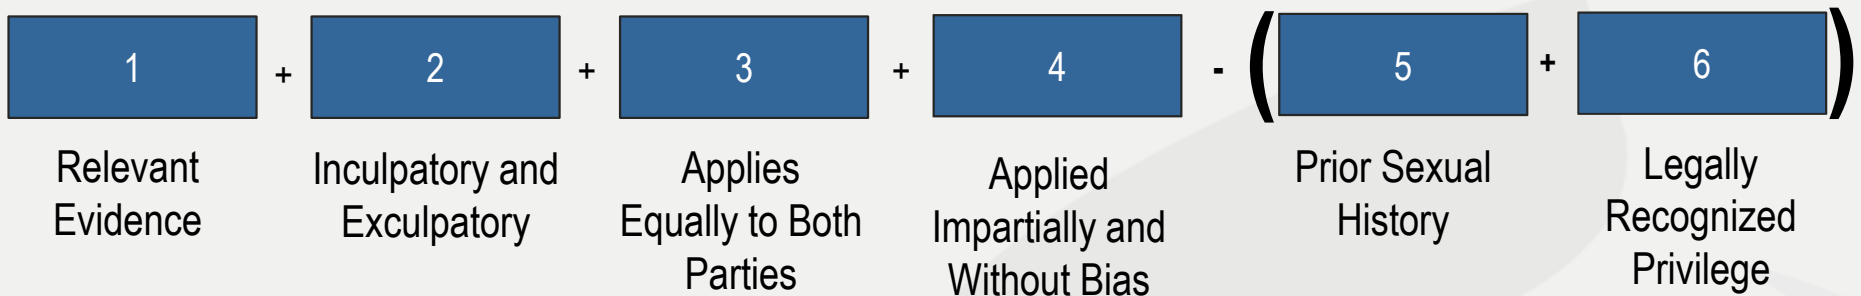 1 + 2 + 3 + 4 - ( 5 + 6 )
Relevant
Evidence
Inculpatory and
Exculpatory
Applies
Equally to Both
Parties
Applied
Impartially and
Without Bias
Prior Sexual
History
Legally
Recognized
Privilege